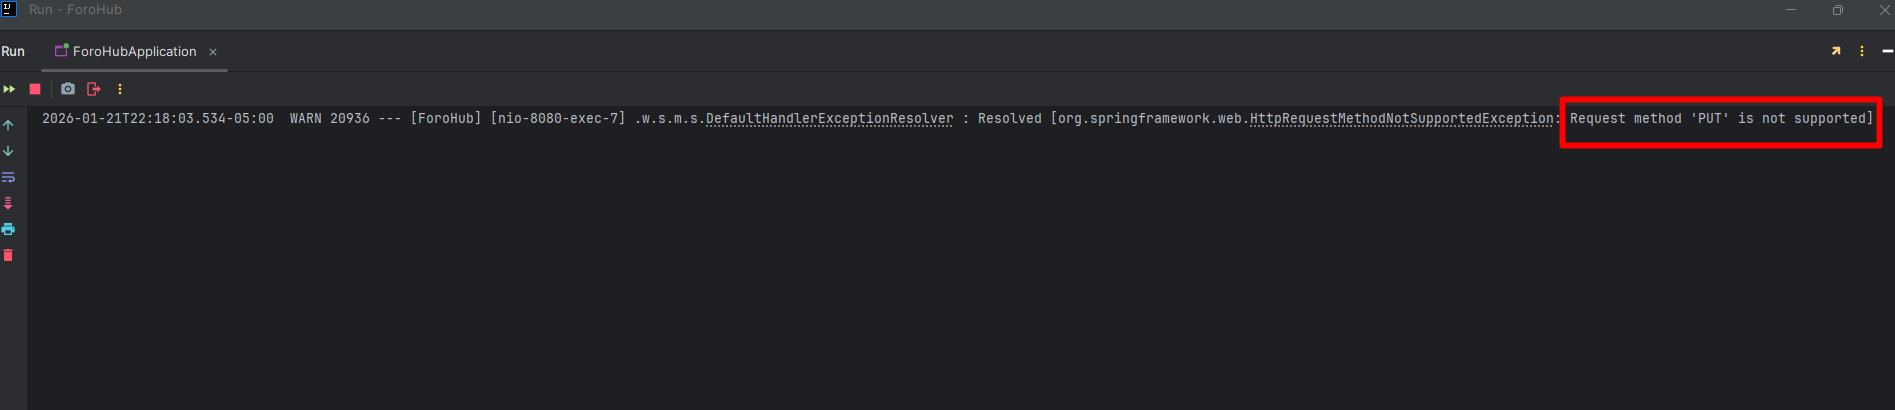 Run - ForoHub
Run
ForoHubApplication
2026-01-21T22:18:03.534-05:00  WARN 20936 --- [ForoHub] [nio-8080-exec-7] .w.s.m.s.DefaultHandlerExceptionResolver : Resolved [org.springframework.web.HttpRequestMethodNotSupportedException: Request method 'PUT' is not supported]